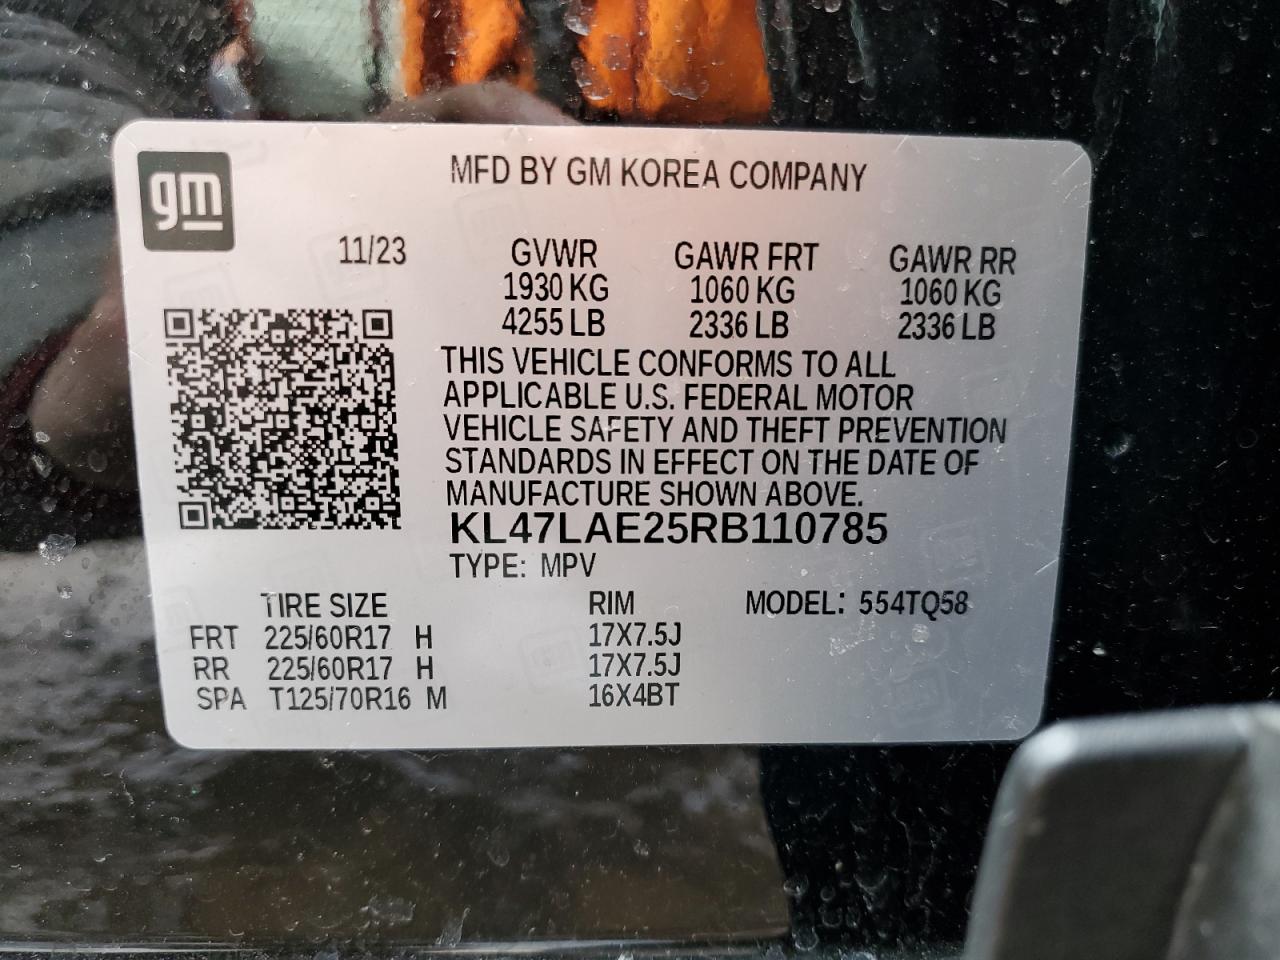 gm
MFD BY GM KOREA COMPANY
11/23 GVWR GAWR FRT GAWR RR
1930 KG 1060 KG 1060 KG
4255 LB 2336 LB 2336 LB
THIS VEHICLE CONFORMS TO ALL
APPLICABLE U.S. FEDERAL MOTOR
VEHICLE SAFETY AND THEFT PREVENTION
STANDARDS IN EFFECT ON THE DATE OF
MANUFACTURE SHOWN ABOVE.
KL47LAE25RB110785
TYPE: MPV
TIRE SIZE RIM MODEL: 554TQ58
FRT 225/60R17 H 17X7.5J
RR 225/60R17 H 17X7.5J
SPA T125/70R16 M 16X4BT